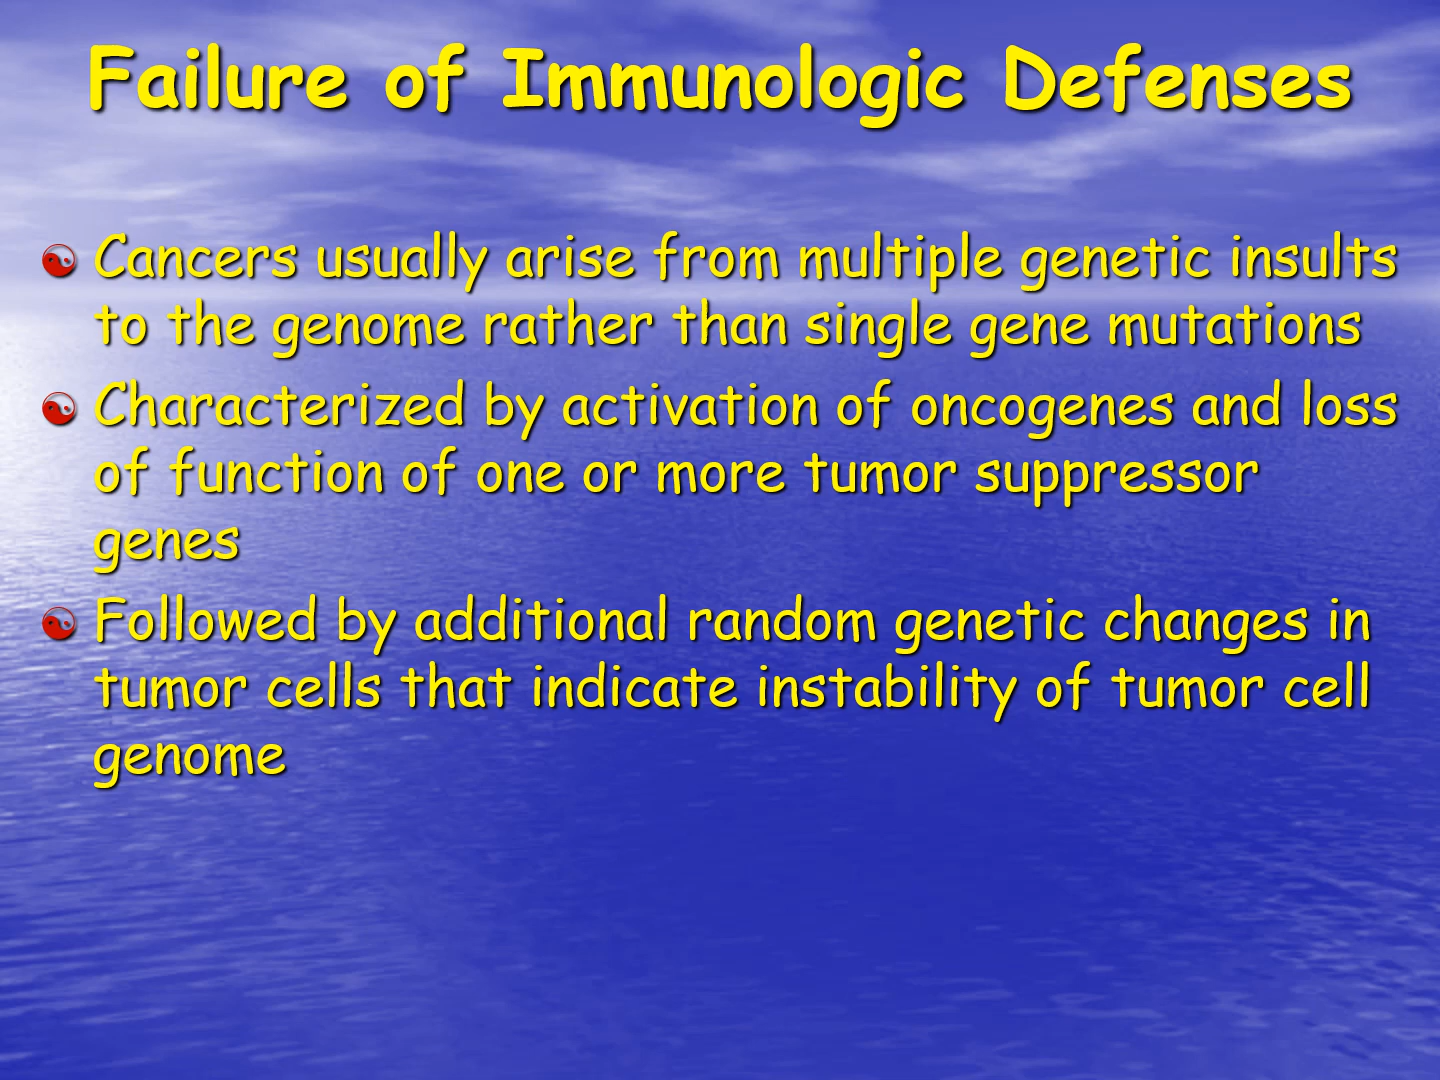 Failure of Immunologic Defenses
☯ Cancers usually arise from multiple genetic insults
to the genome rather than single gene mutations
☯ Characterized by activation of oncogenes and loss
of function of one or more tumor suppressor
genes
☯ Followed by additional random genetic changes in
tumor cells that indicate instability of tumor cell
genome